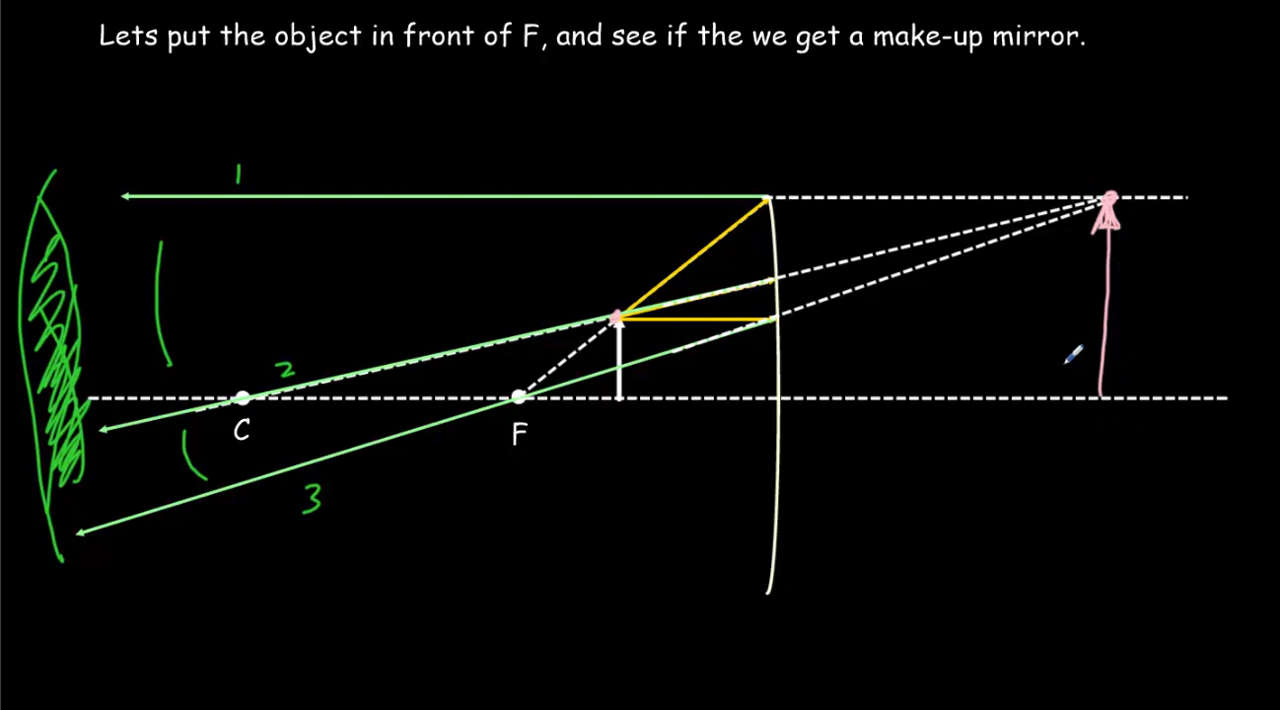 Lets put the object in front of F, and see if the we get a make-up mirror.
1
2
C
F
3